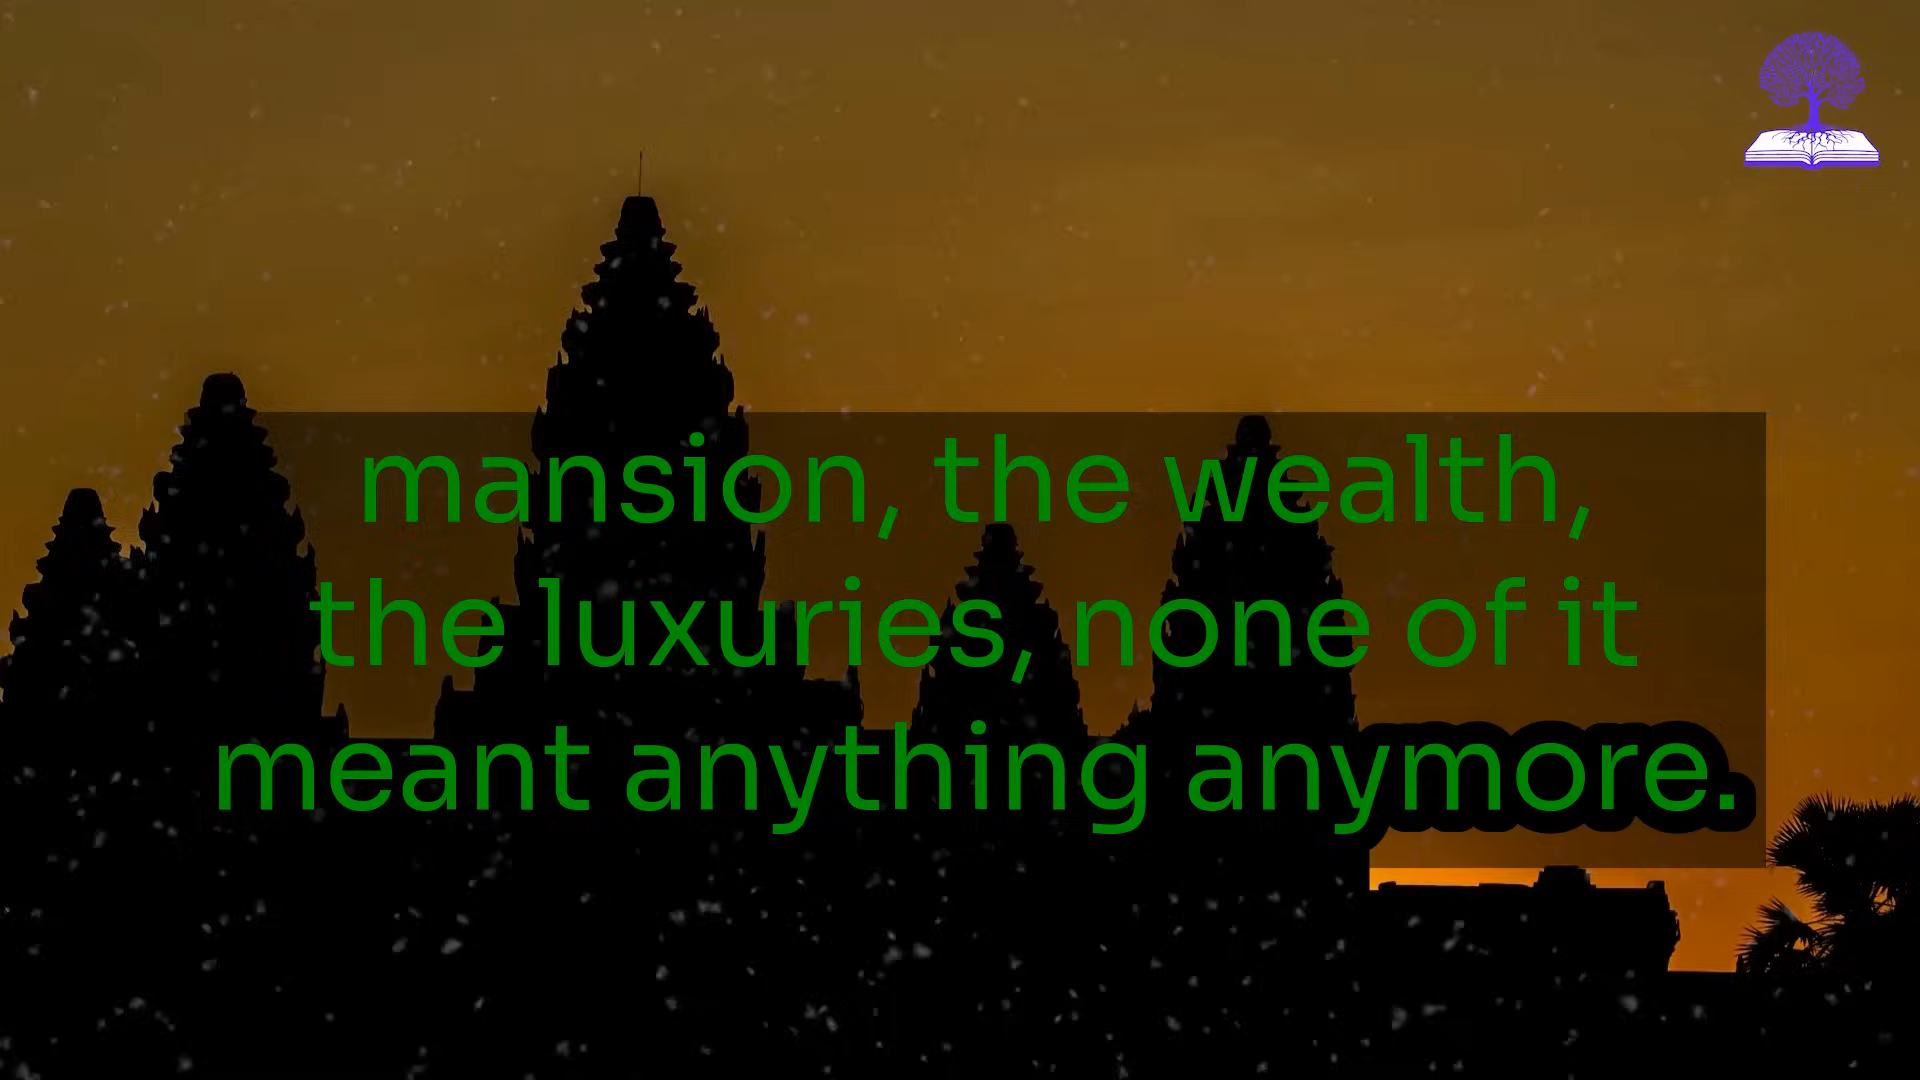 mansion, the wealth,
the luxuries, none of it
meant anything anymore.